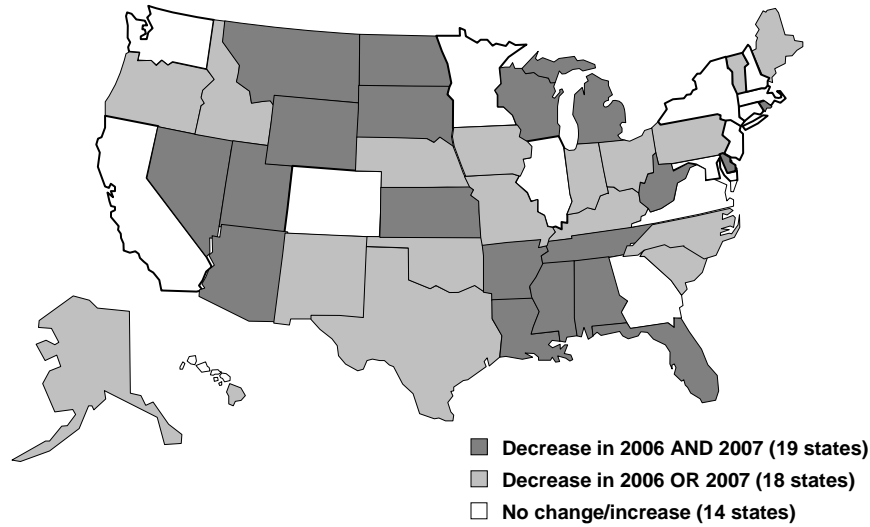 Decrease in 2006 AND 2007 (19 states)
Decrease in 2006 OR 2007 (18 states)
No change/increase (14 states)